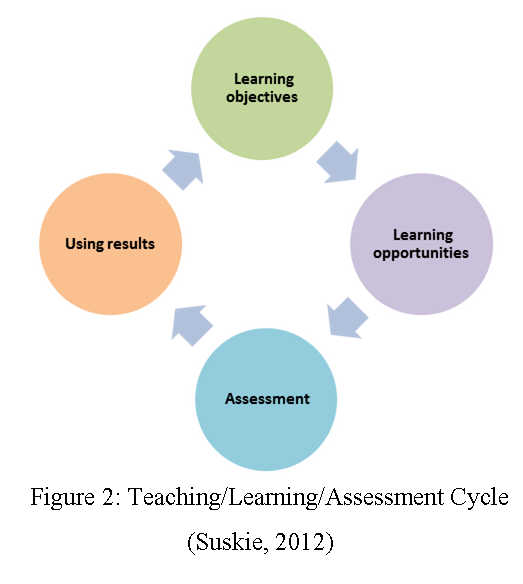 Learning
objectives
Using results
Learning
opportunities
Assessment
Figure 2: Teaching/Learning/Assessment Cycle
(Suskie, 2012)